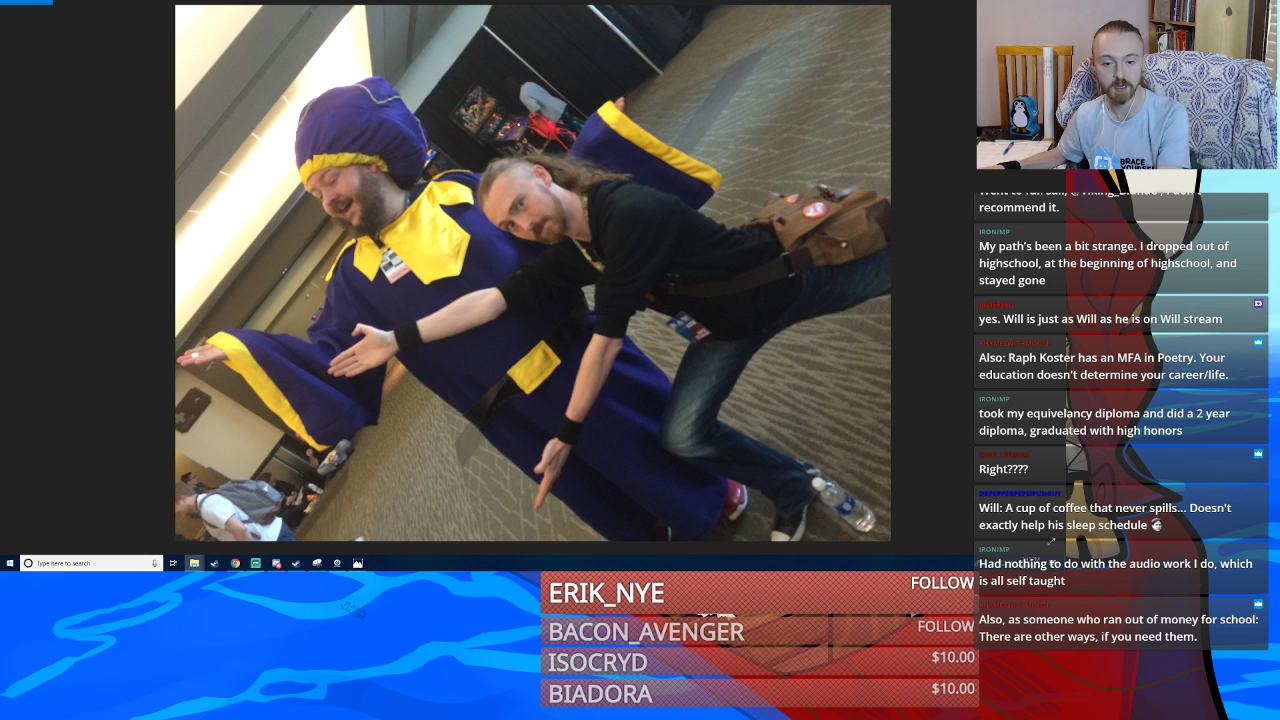 BRACE
YOURSELF
recommend it.
IRONIMP
My path's been a bit strange. I dropped out of
highschool, at the beginning of highschool, and
stayed gone
yes. Will is just as Will as he is on Will stream
Also: Raph Koster has an MFA in Poetry. Your
education doesn't determine your career/life.
IRONIMP
took my equivelancy diploma and did a 2 year
diploma, graduated with high honors
Right????
Will: A cup of coffee that never spills... Doesn't
exactly help his sleep schedule
IRONIMP
Had nothing to do with the audio work I do, which
is all self taught
Also, as someone who ran out of money for school:
There are other ways, if you need them.
Type here to search
ERIK_NYE FOLLOW
BACON_AVENGER FOLLOW
ISOCRYD $10.00
BIADORA $10.00